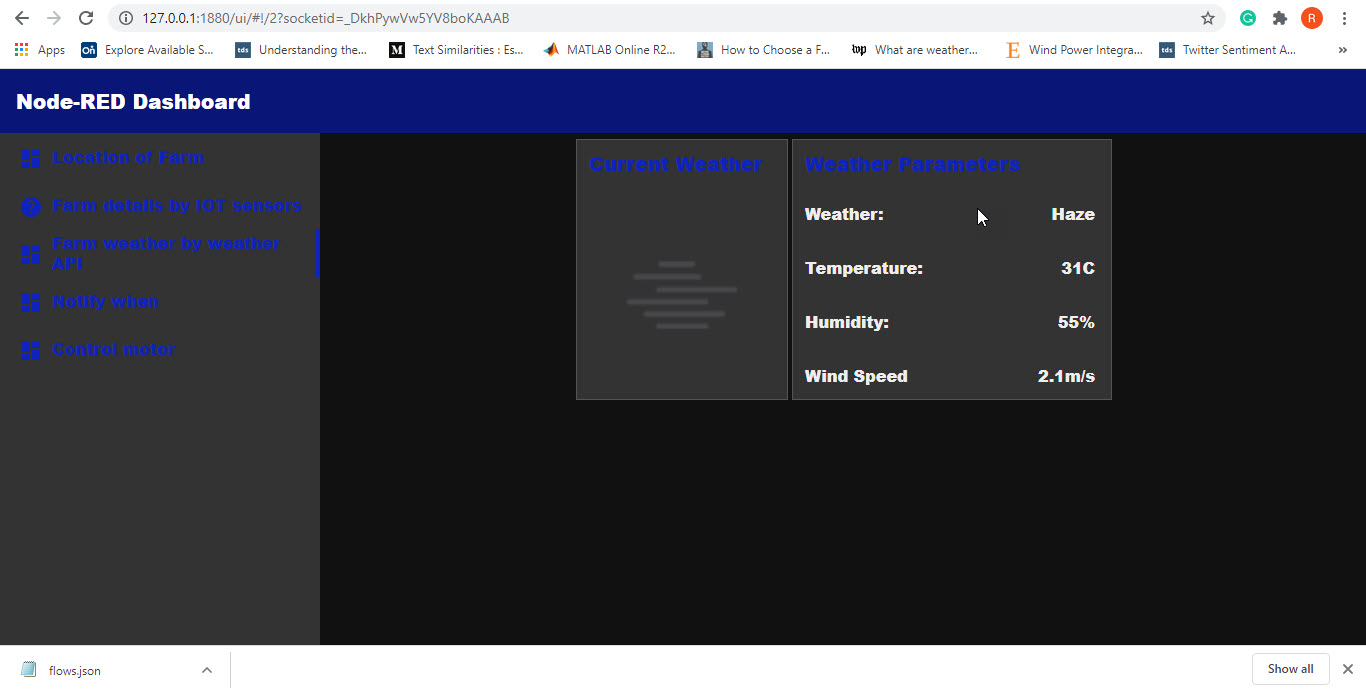 127.0.0.1:1880/ui/#!/2?socketid=_DkhPywVw5YV8boKAAAB
R
Apps
Explore Available S...
tds
Understanding the...
M
Text Similarities : Es...
MATLAB Online R2...
How to Choose a F...
What are weather...
E
Wind Power Integra...
tds
Twitter Sentiment A...
»
Node-RED Dashboard
Location of Farm
Farm details by IOT sensors
Farm weather by weather
API
Notify when
Control motor
Current Weather
Weather Parameters
Weather: Haze
Temperature: 31C
Humidity: 55%
Wind Speed 2.1m/s
flows.json
Show all